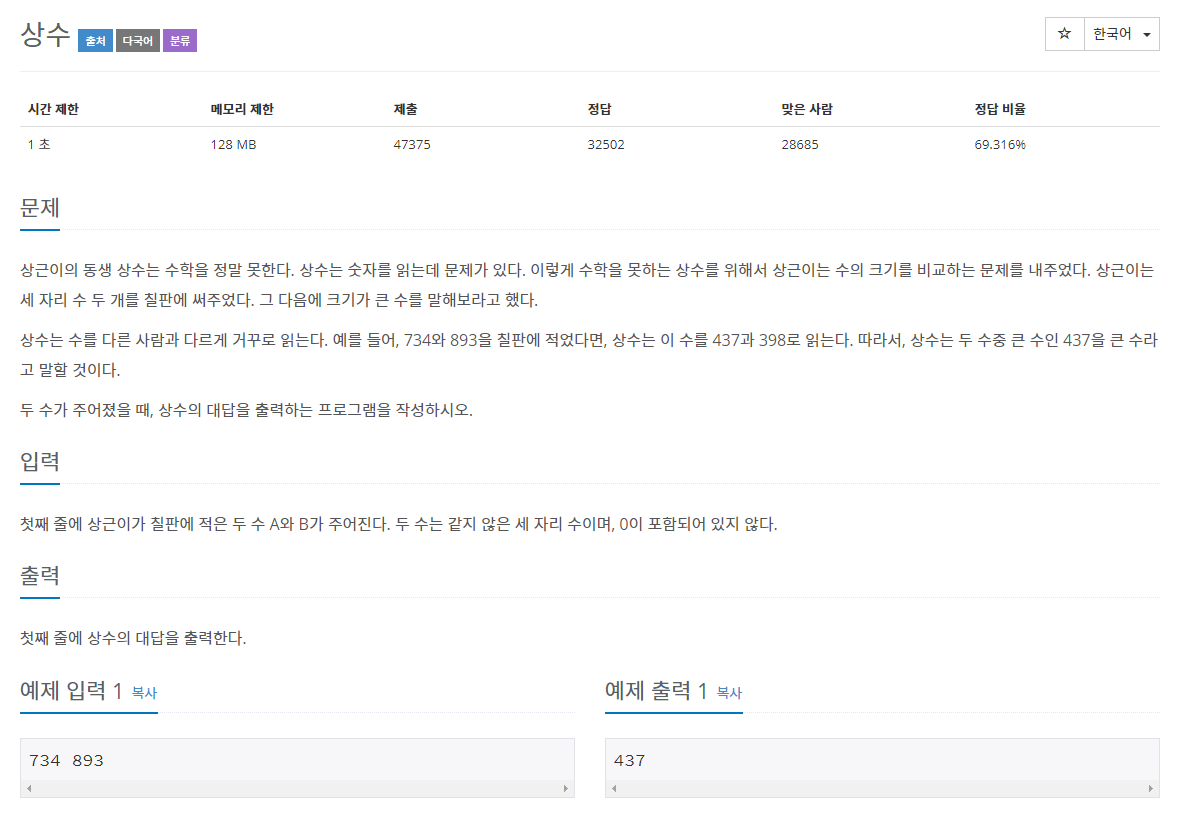 상수 출처 다국어 분류
☆ 한국어
시간 제한 메모리 제한 제출 정답 맞은 사람 정답 비율
1 초 128 MB 47375 32502 28685 69.316%
문제
상근이의 동생 상수는 수학을 정말 못한다. 상수는 숫자를 읽는데 문제가 있다. 이렇게 수학을 못하는 상수를 위해서 상근이는 수의 크기를 비교하는 문제를 내주었다. 상근이는
세 자리 수 두 개를 칠판에 써주었다. 그 다음에 크기가 큰 수를 말해보라고 했다.
상수는 수를 다른 사람과 다르게 거꾸로 읽는다. 예를 들어, 734와 893을 칠판에 적었다면, 상수는 이 수를 437과 398로 읽는다. 따라서, 상수는 두 수중 큰 수인 437을 큰 수라
고 말할 것이다.
두 수가 주어졌을 때, 상수의 대답을 출력하는 프로그램을 작성하시오.
입력
첫째 줄에 상근이가 칠판에 적은 두 수 A와 B가 주어진다. 두 수는 같지 않은 세 자리 수이며, 0이 포함되어 있지 않다.
출력
첫째 줄에 상수의 대답을 출력한다.
예제 입력 1 복사
734 893
예제 출력 1 복사
437